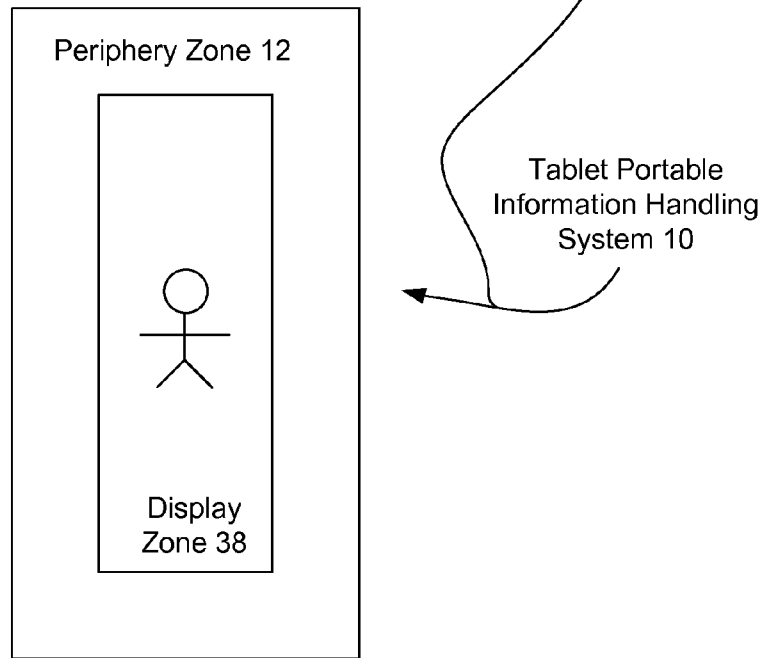 Periphery Zone 12
Tablet Portable
Information Handling
System 10
Display
Zone 38